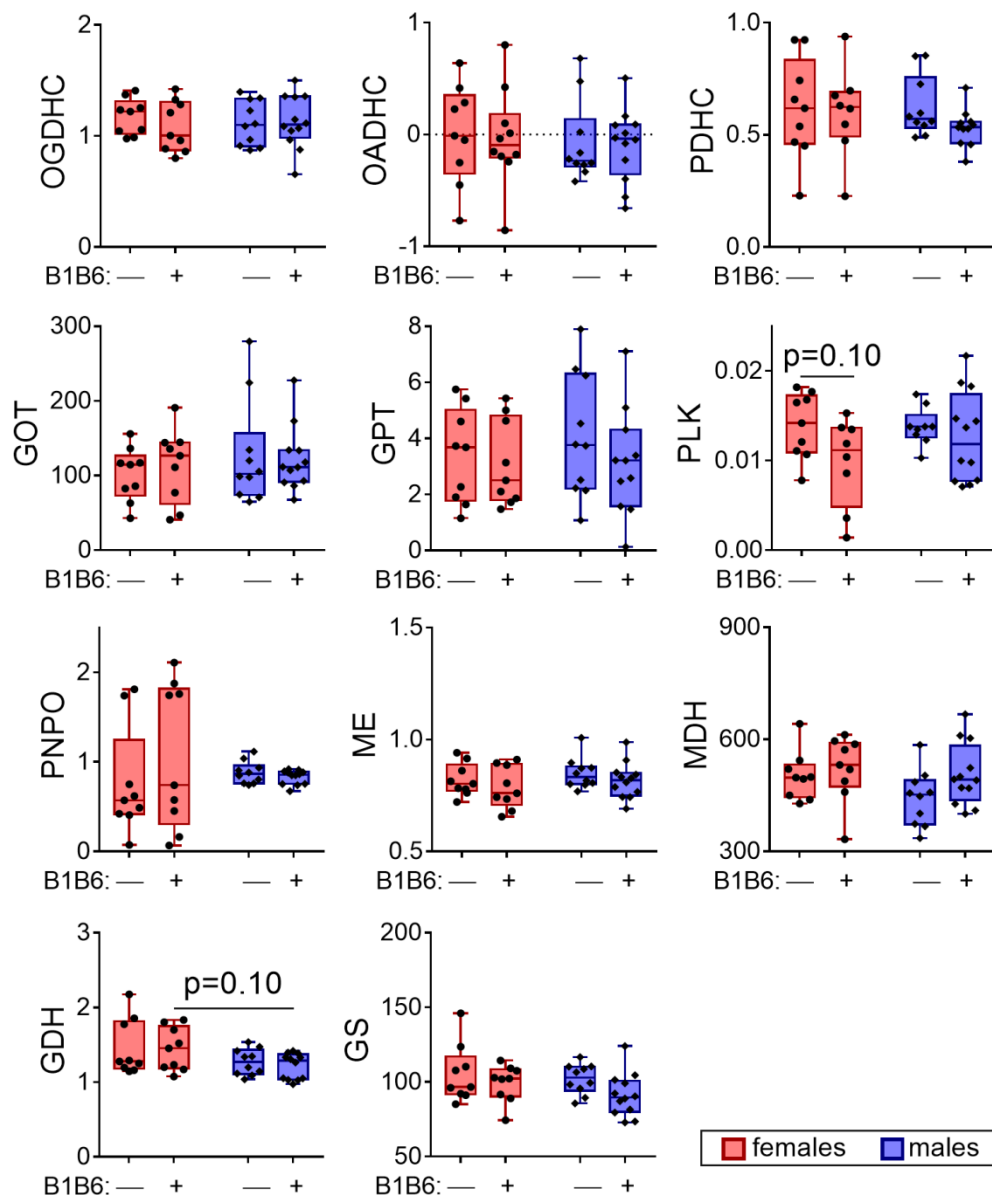 2
1
0
OGDHC
B1B6: — + — +
1
0
-1
OADHC
B1B6: — + — +
1.0
0.5
0.0
PDHC
B1B6: — + — +
300
200
100
0
GOT
B1B6: — + — +
8
6
4
2
0
GPT
B1B6: — + — +
p=0.10
0.02
0.01
0.00
PLK
B1B6: — + — +
2
1
0
PNPO
B1B6: — + — +
1.5
1.0
0.5
ME
B1B6: — + — +
900
600
300
MDH
B1B6: — + — +
3
2
1
0
GDH
p=0.10
B1B6: — + — +
200
150
100
50
GS
B1B6: — + — +
females males